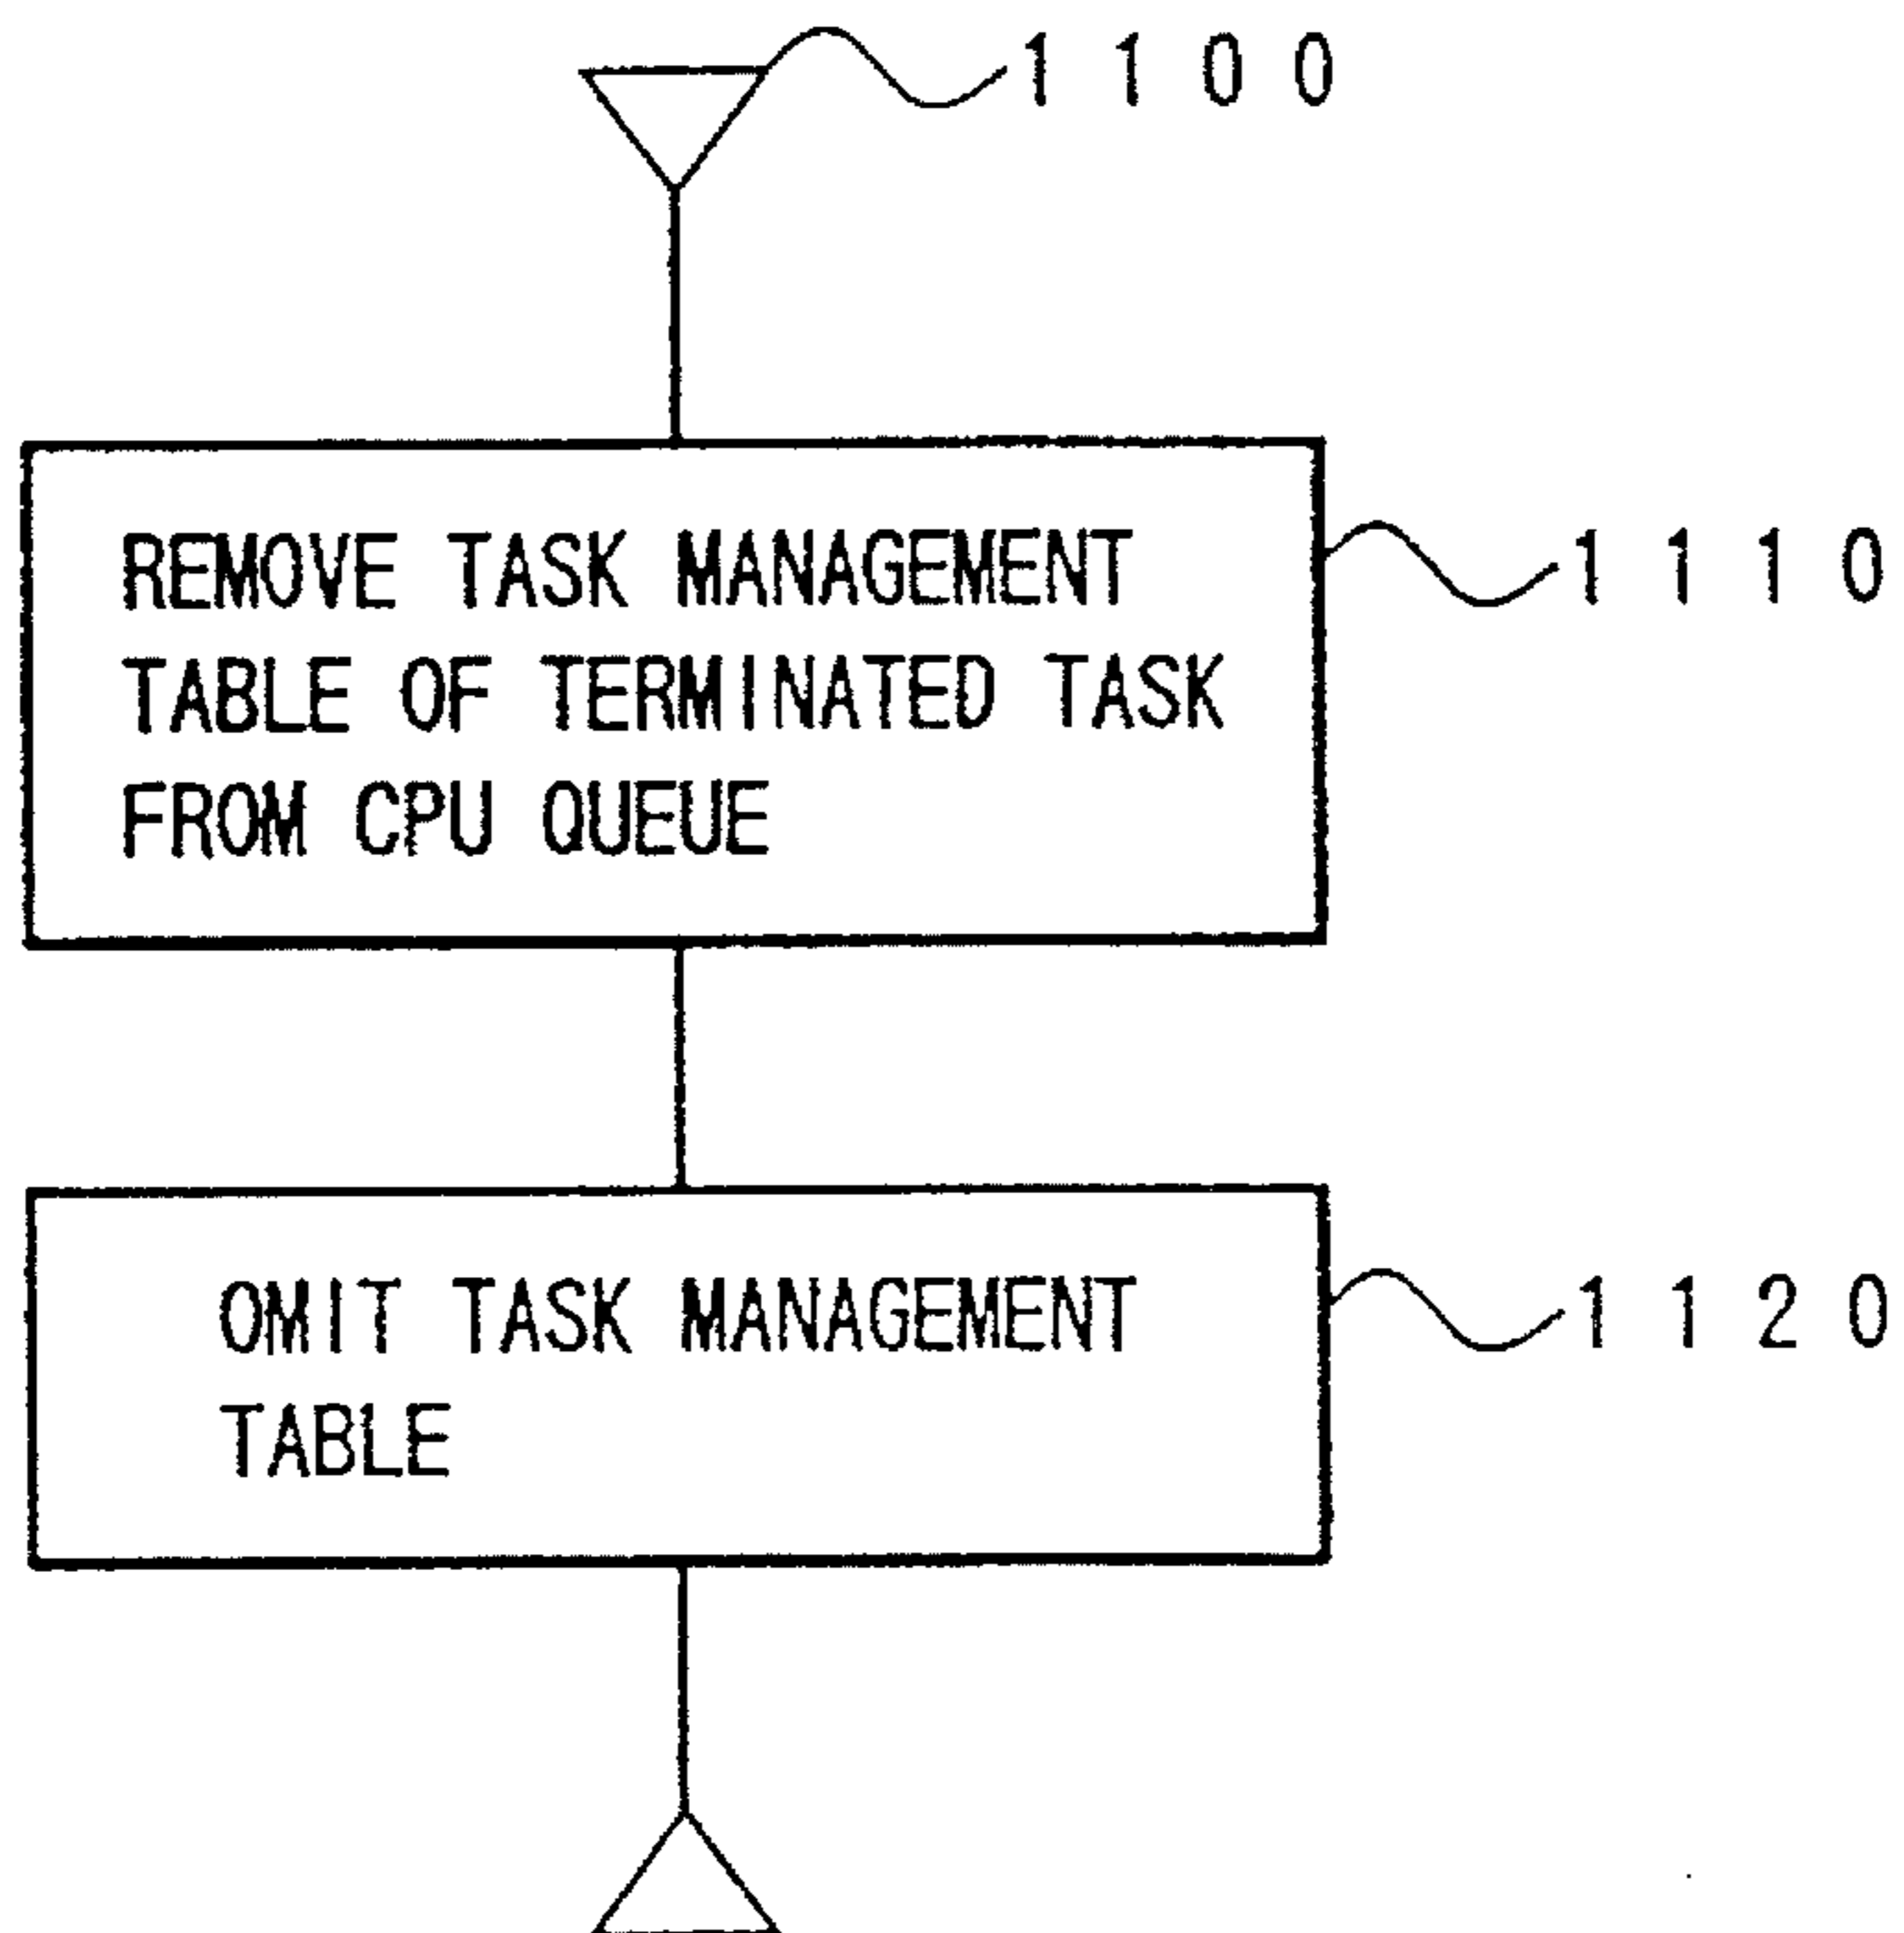 1100
REMOVE TASK MANAGEMENT
TABLE OF TERMINATED TASK
FROM CPU QUEUE
1110
OMIT TASK MANAGEMENT
TABLE
1120